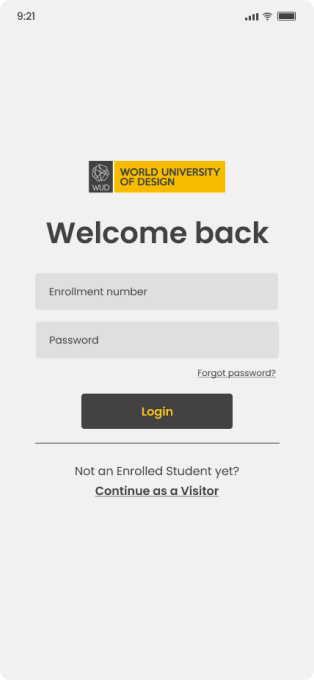 9:21
WORLD UNIVERSITY
OF DESIGN
WUD
Welcome back
Enrollment number
Password
Forgot password?
Login
Not an Enrolled Student yet?
Continue as a Visitor